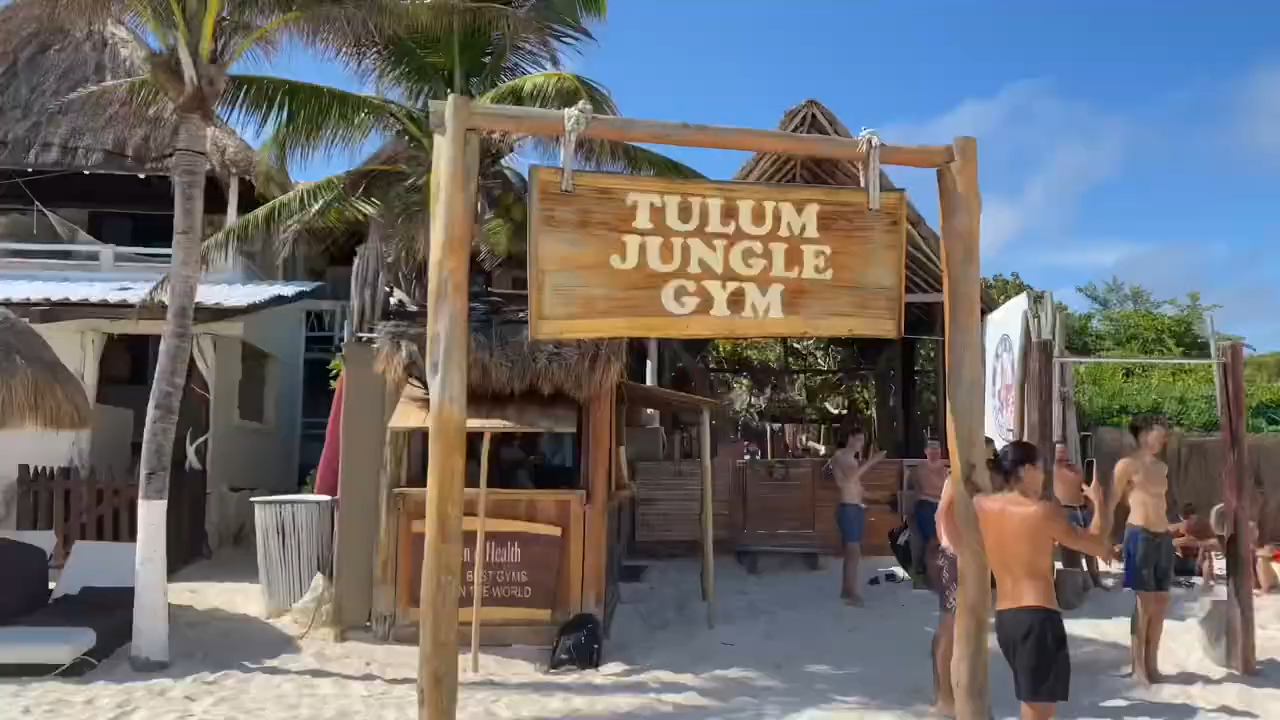 TULUM
JUNGLE
GYM
Health
BEST GYMS
IN THE WORLD